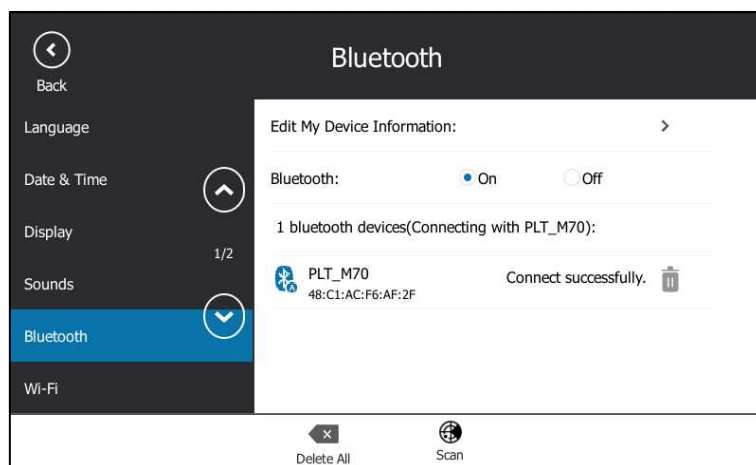 Bluetooth
Back
Language
Date & Time
Display
1/2
Sounds
Bluetooth
Wi-Fi
Edit My Device Information:
Bluetooth: On Off
1 bluetooth devices(Connecting with PLT_M70):
PLT_M70 Connect successfully.
48:C1:AC:F6:AF:2F
Delete All Scan